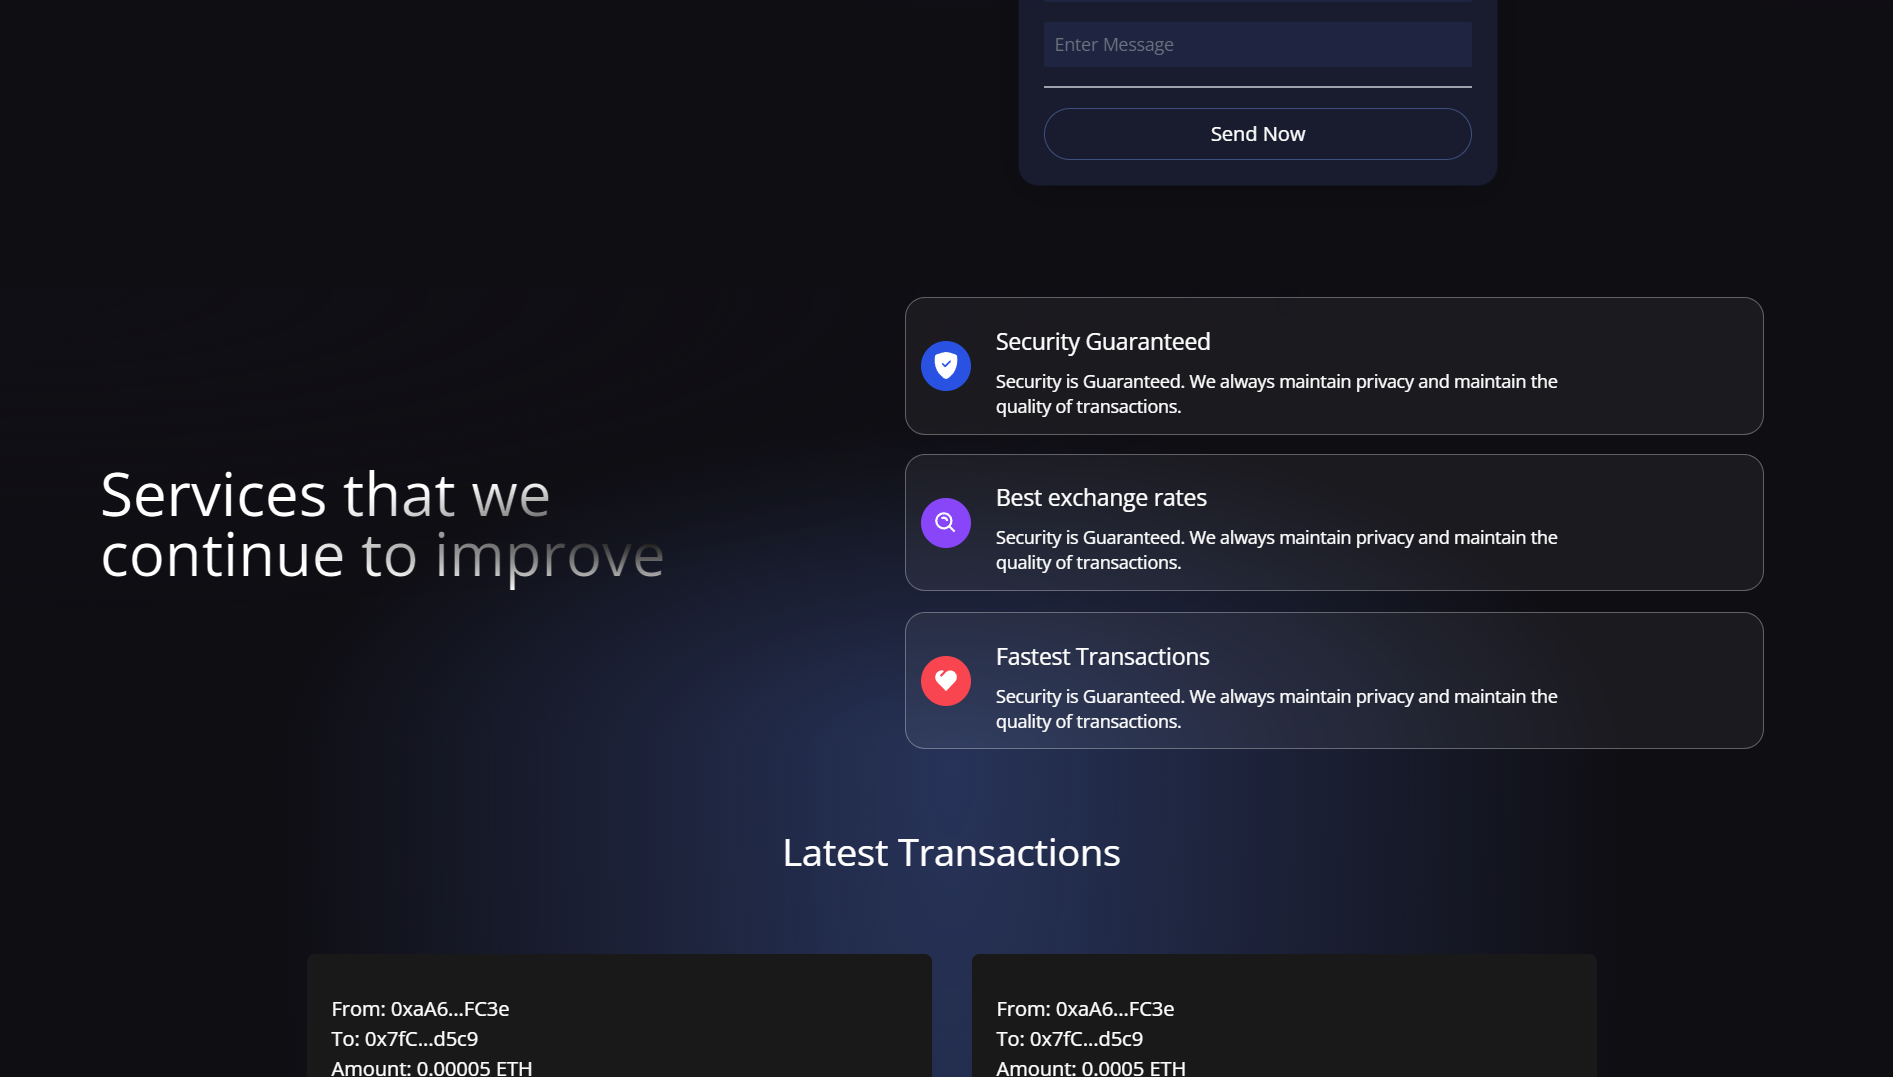 Enter Message
Send Now
Services that we
continue to improve
Security Guaranteed
Security is Guaranteed. We always maintain privacy and maintain the
quality of transactions.
Best exchange rates
Security is Guaranteed. We always maintain privacy and maintain the
quality of transactions.
Fastest Transactions
Security is Guaranteed. We always maintain privacy and maintain the
quality of transactions.
Latest Transactions
From: 0xaA6...FC3e
To: 0x7fC...d5c9
Amount: 0.00005 ETH
From: 0xaA6...FC3e
To: 0x7fC...d5c9
Amount: 0.0005 ETH